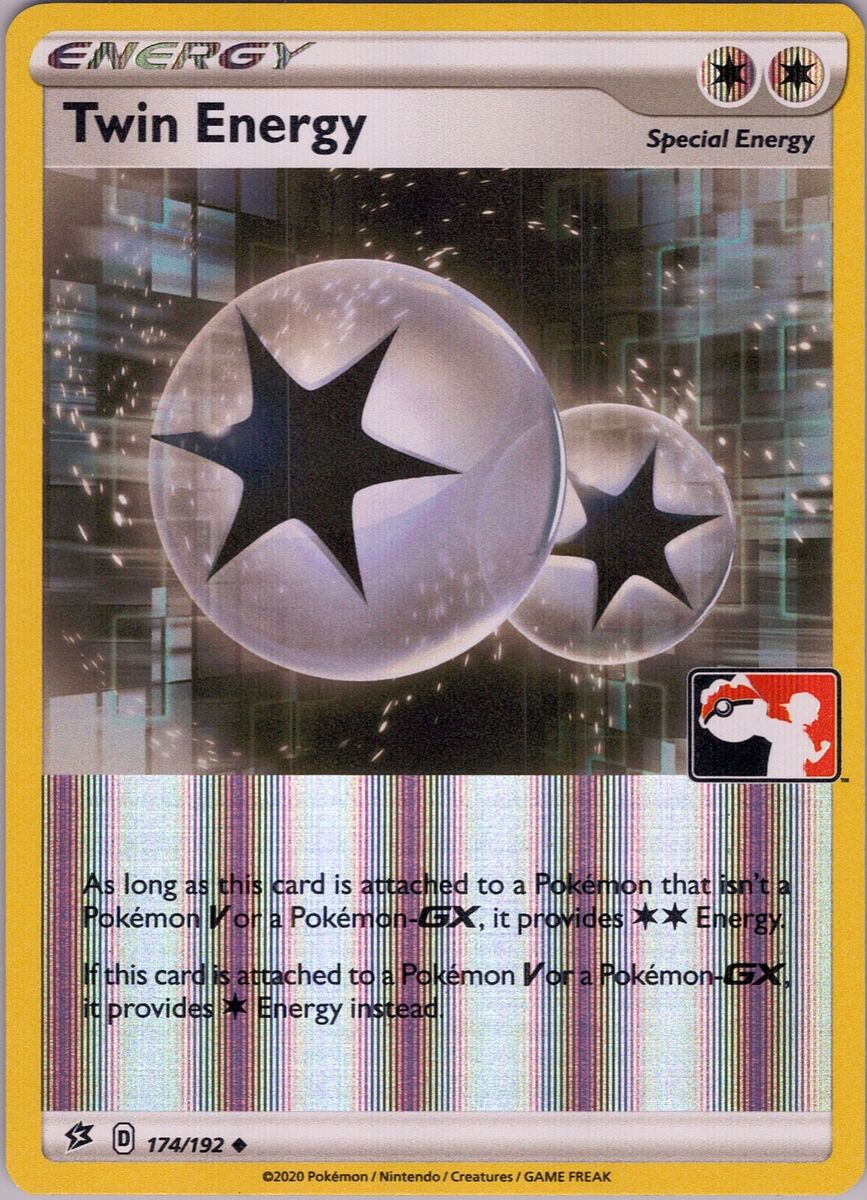 ENERGY
Twin Energy
Special Energy
As long as this card is attached to a Pokémon that isn't a
Pokémon V or a Pokémon-GX, it provides ✶✶ Energy.
If this card is attached to a Pokémon V or a Pokémon-GX,
it provides ✶ Energy instead.
D 174/192 ◆
©2020 Pokémon / Nintendo / Creatures / GAME FREAK
™